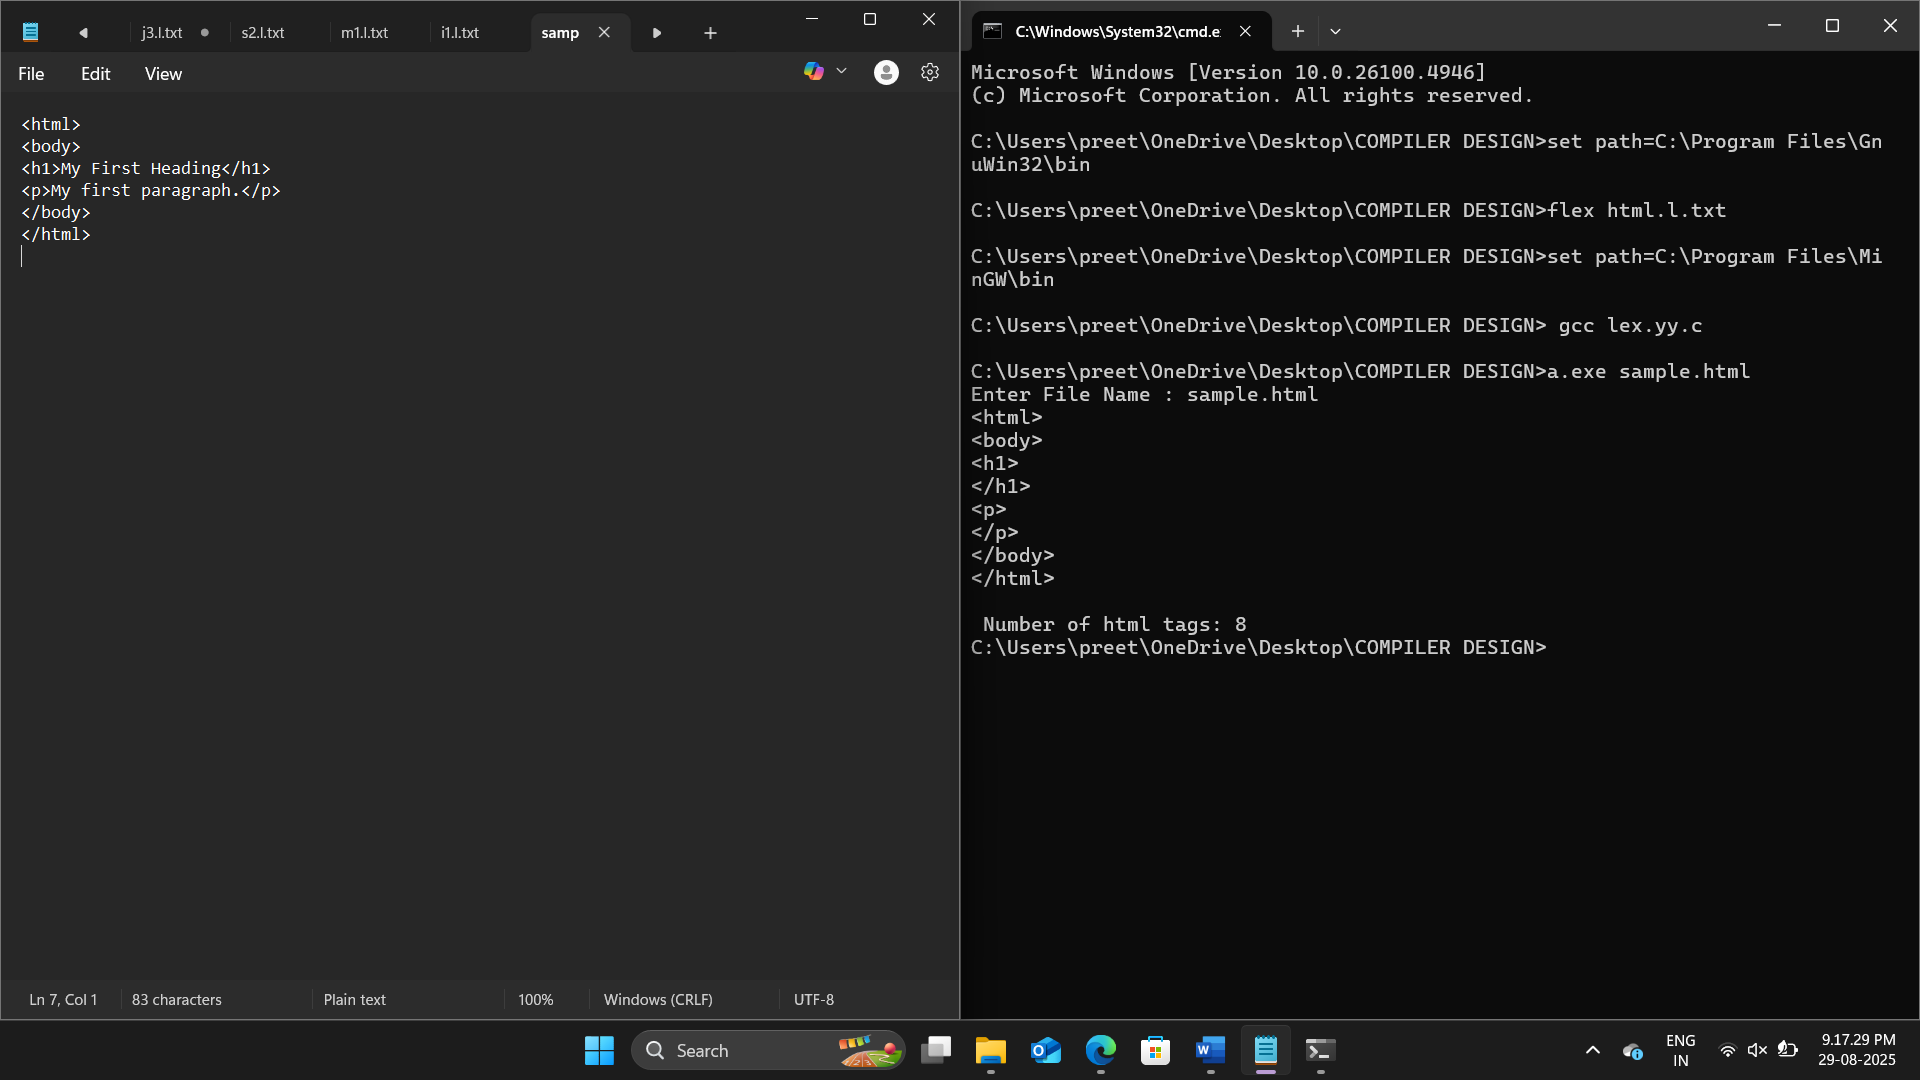 j3.l.txt
s2.l.txt
m1.l.txt
i1.l.txt
samp
File
Edit
View
<html>
<body>
<h1>My First Heading</h1>
<p>My first paragraph.</p>
</body>
</html>
Ln 7, Col 1
83 characters
Plain text
100%
Windows (CRLF)
UTF-8
C:\Windows\System32\cmd.e
Microsoft Windows [Version 10.0.26100.4946]
(c) Microsoft Corporation. All rights reserved.
C:\Users\preet\OneDrive\Desktop\COMPILER DESIGN>set path=C:\Program Files\Gn
uWin32\bin
C:\Users\preet\OneDrive\Desktop\COMPILER DESIGN>flex html.l.txt
C:\Users\preet\OneDrive\Desktop\COMPILER DESIGN>set path=C:\Program Files\Mi
nGW\bin
C:\Users\preet\OneDrive\Desktop\COMPILER DESIGN> gcc lex.yy.c
C:\Users\preet\OneDrive\Desktop\COMPILER DESIGN>a.exe sample.html
Enter File Name : sample.html
<html>
<body>
<h1>
</h1>
<p>
</p>
</body>
</html>
Number of html tags: 8
C:\Users\preet\OneDrive\Desktop\COMPILER DESIGN>
Search
ENG
IN
9.17.29 PM
29-08-2025